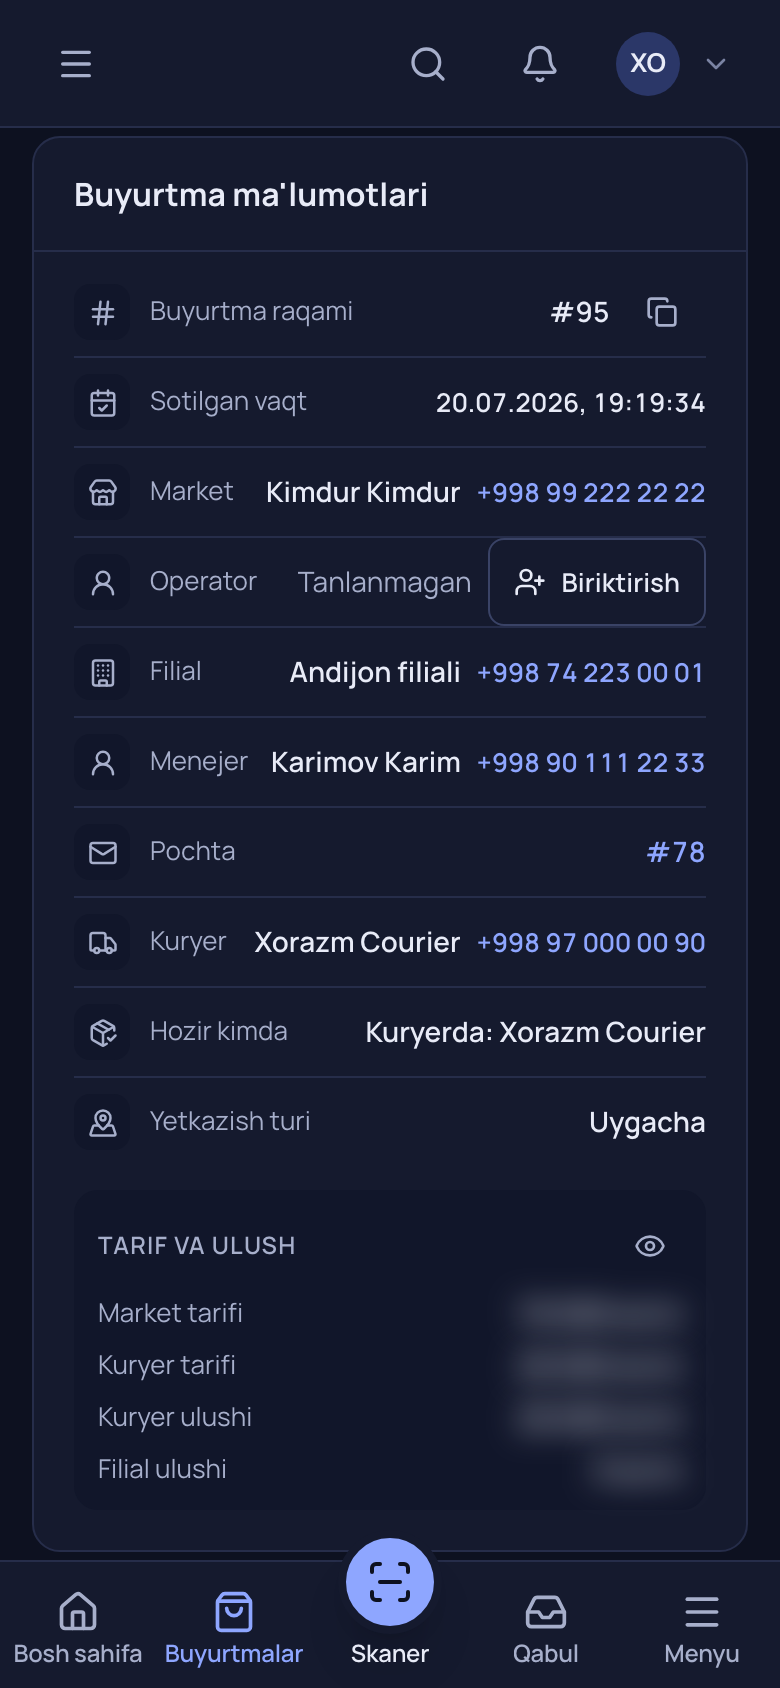 XO
Buyurtma ma'lumotlari
Buyurtma raqami #95
Sotilgan vaqt 20.07.2026, 19:19:34
Market Kimdur Kimdur +998 99 222 22 22
Operator Tanlanmagan Biriktirish
Filial Andijon filiali +998 74 223 00 01
Menejer Karimov Karim +998 90 111 22 33
Pochta #78
Kuryer Xorazm Courier +998 97 000 00 90
Hozir kimda Kuryerda: Xorazm Courier
Yetkazish turi Uygacha
TARIF VA ULUSH
Market tarifi
Kuryer tarifi
Kuryer ulushi
Filial ulushi
Bosh sahifa Buyurtmalar Skaner Qabul Menyu